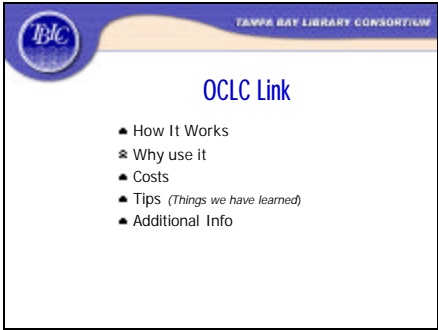 TBLC
TAMPA BAY LIBRARY CONSORTIUM
OCLC Link
How It Works
Why use it
Costs
Tips (Things we have learned)
Additional Info